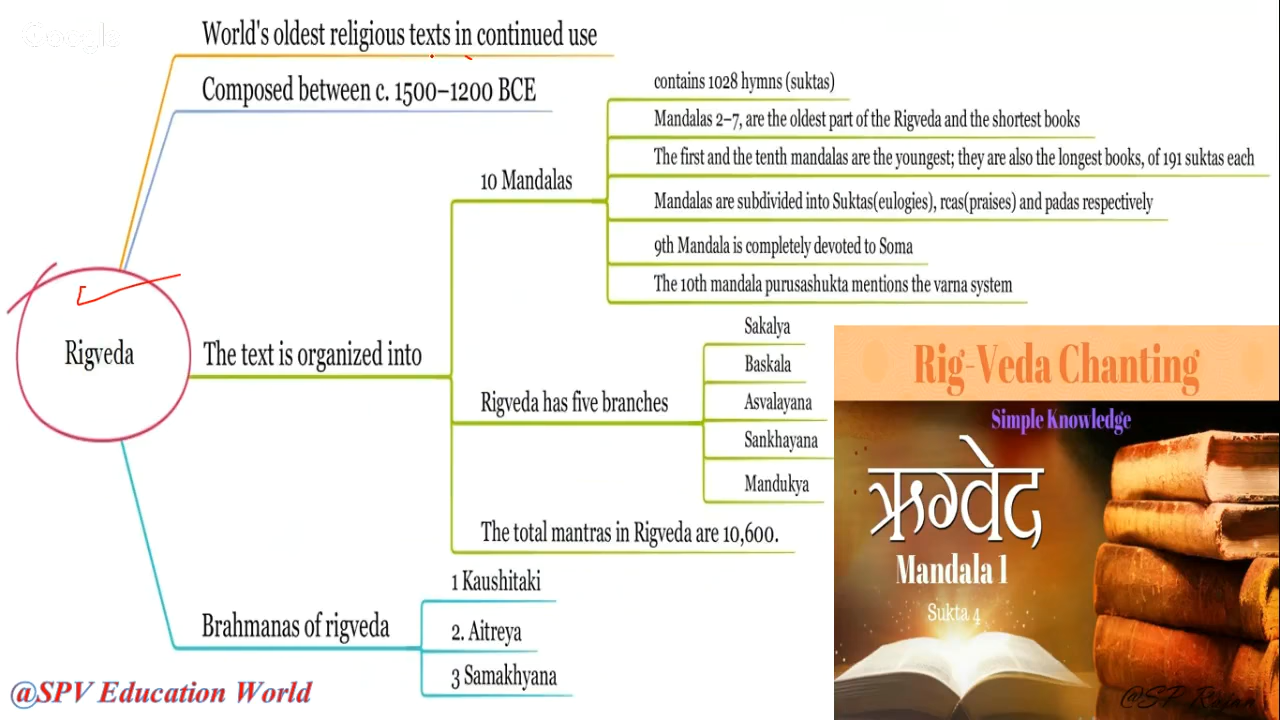 Google
World's oldest religious texts in continued use
Composed between c. 1500–1200 BCE
Rigveda
The text is organized into
10 Mandalas
contains 1028 hymns (suktas)
Mandalas 2–7, are the oldest part of the Rigveda and the shortest books
The first and the tenth mandalas are the youngest; they are also the longest books, of 191 suktas each
Mandalas are subdivided into Suktas(eulogies), rcas(praises) and padas respectively
9th Mandala is completely devoted to Soma
The 10th mandala purusashukta mentions the varna system
Rigveda has five branches
Sakalya
Baskala
Asvalayana
Sankhayana
Mandukya
The total mantras in Rigveda are 10,600.
Brahmanas of rigveda
1 Kaushitaki
2. Aitreya
3 Samakhyana
Rig-Veda Chanting
Simple Knowledge
ऋग्वेद
Mandala 1
Sukta 4
@SPV Education World
@S.P.